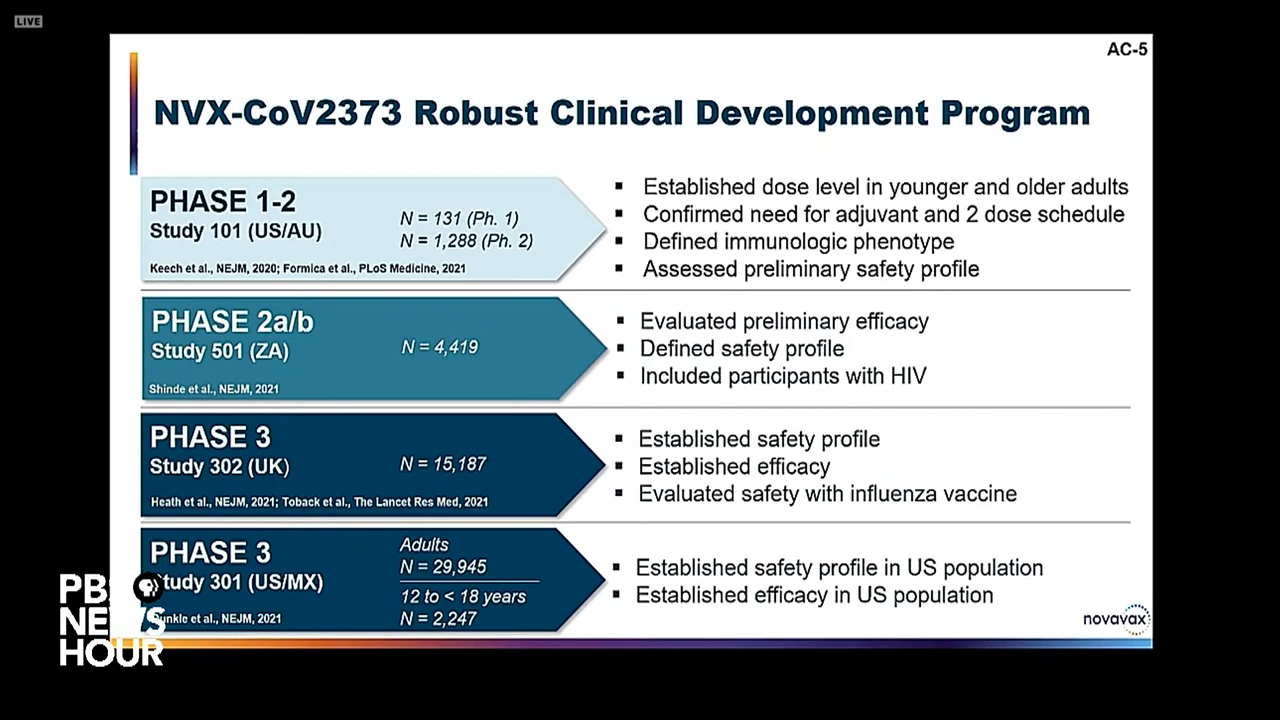 LIVE
AC-5
NVX-CoV2373 Robust Clinical Development Program
PHASE 1-2
Study 101 (US/AU)
N = 131 (Ph. 1)
N = 1,288 (Ph. 2)
Keech et al., NEJM, 2020; Formica et al., PLoS Medicine, 2021
▪ Established dose level in younger and older adults
▪ Confirmed need for adjuvant and 2 dose schedule
▪ Defined immunologic phenotype
▪ Assessed preliminary safety profile
PHASE 2a/b
Study 501 (ZA)
N = 4,419
Shinde et al., NEJM, 2021
▪ Evaluated preliminary efficacy
▪ Defined safety profile
▪ Included participants with HIV
PHASE 3
Study 302 (UK)
N = 15,187
Heath et al., NEJM, 2021; Toback et al., The Lancet Res Med, 2021
▪ Established safety profile
▪ Established efficacy
▪ Evaluated safety with influenza vaccine
PHASE 3
tudy 301 (US/MX)
Adults
N = 29,945
12 to < 18 years
N = 2,247
unkle et al., NEJM, 2021
▪ Established safety profile in US population
▪ Established efficacy in US population
PBS
NEWS
HOUR
novavax